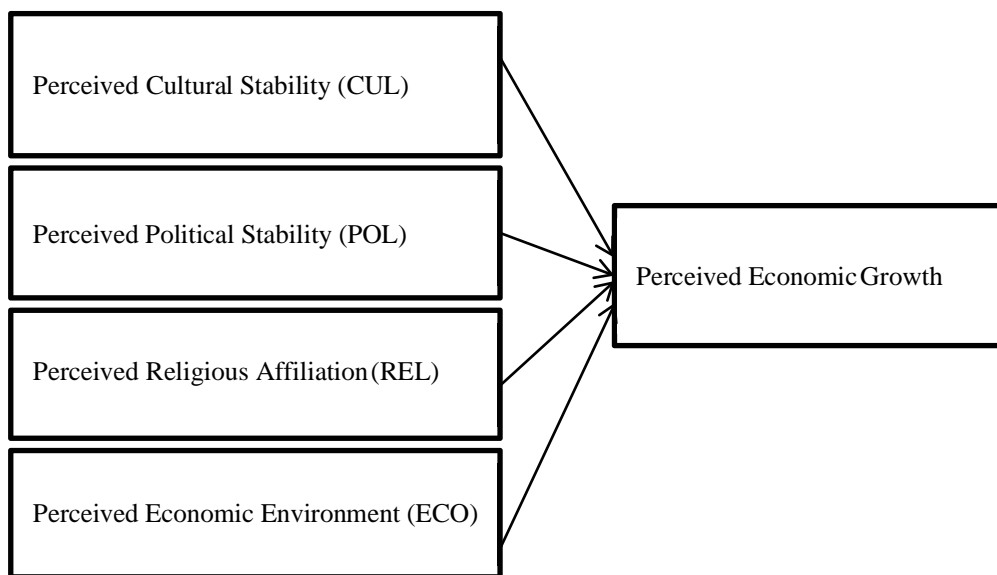 Perceived Cultural Stability (CUL)
Perceived Political Stability (POL)
Perceived Religious Affiliation (REL)
Perceived Economic Environment (ECO)
Perceived Economic Growth